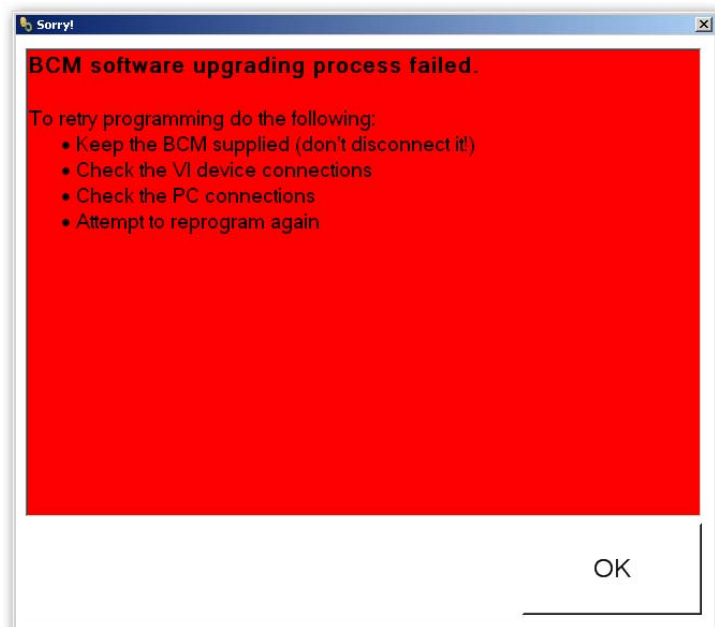 Sorry!
BCM software upgrading process failed.
To retry programming do the following:
• Keep the BCM supplied (don't disconnect it!)
• Check the VI device connections
• Check the PC connections
• Attempt to reprogram again
OK